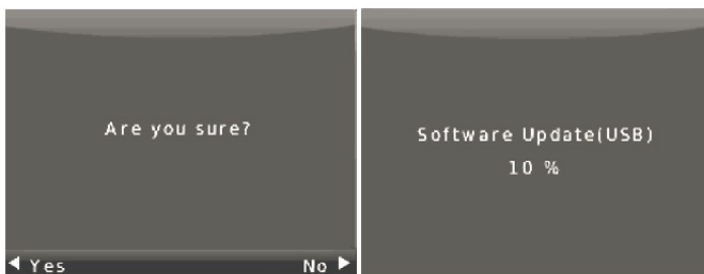 Are you sure?
◀ Yes No ▶
Software Update(USB)
10 %